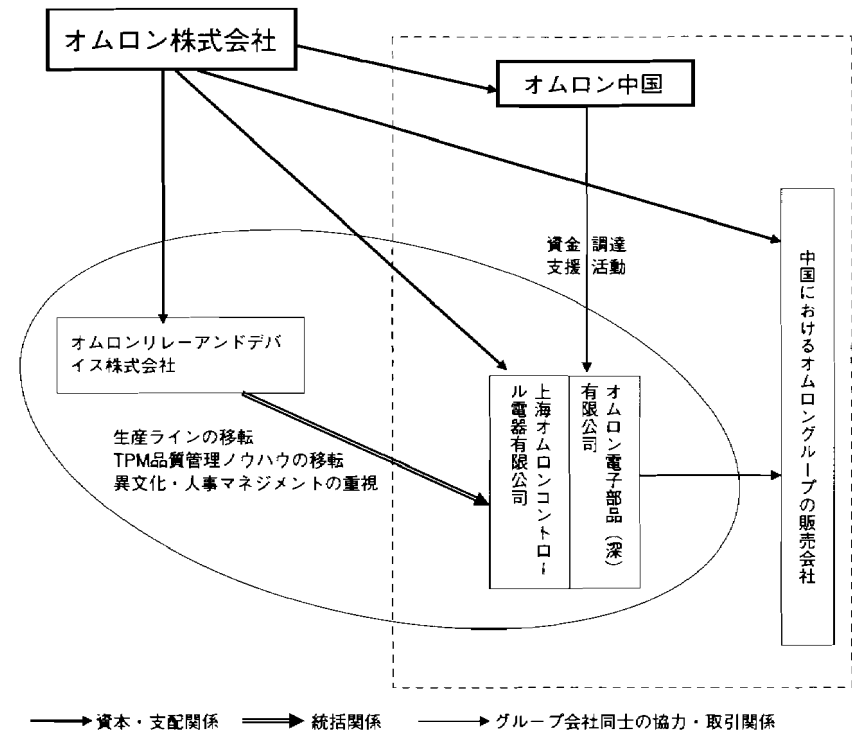 オムロン株式会社
オムロン中国
資金 調達
支援 活動
オムロンリレーアンドデバ
イス株式会社
生産ラインの移転
TPM品質管理ノウハウの移転
異文化・人事マネジメントの重視
上海オムロンコントロー
ル電器有限公司
オムロン電子部品（深）
有限公司
中国におけるオムロングループの販売会社
資本・支配関係
統括関係
グループ会社同士の協力・取引関係